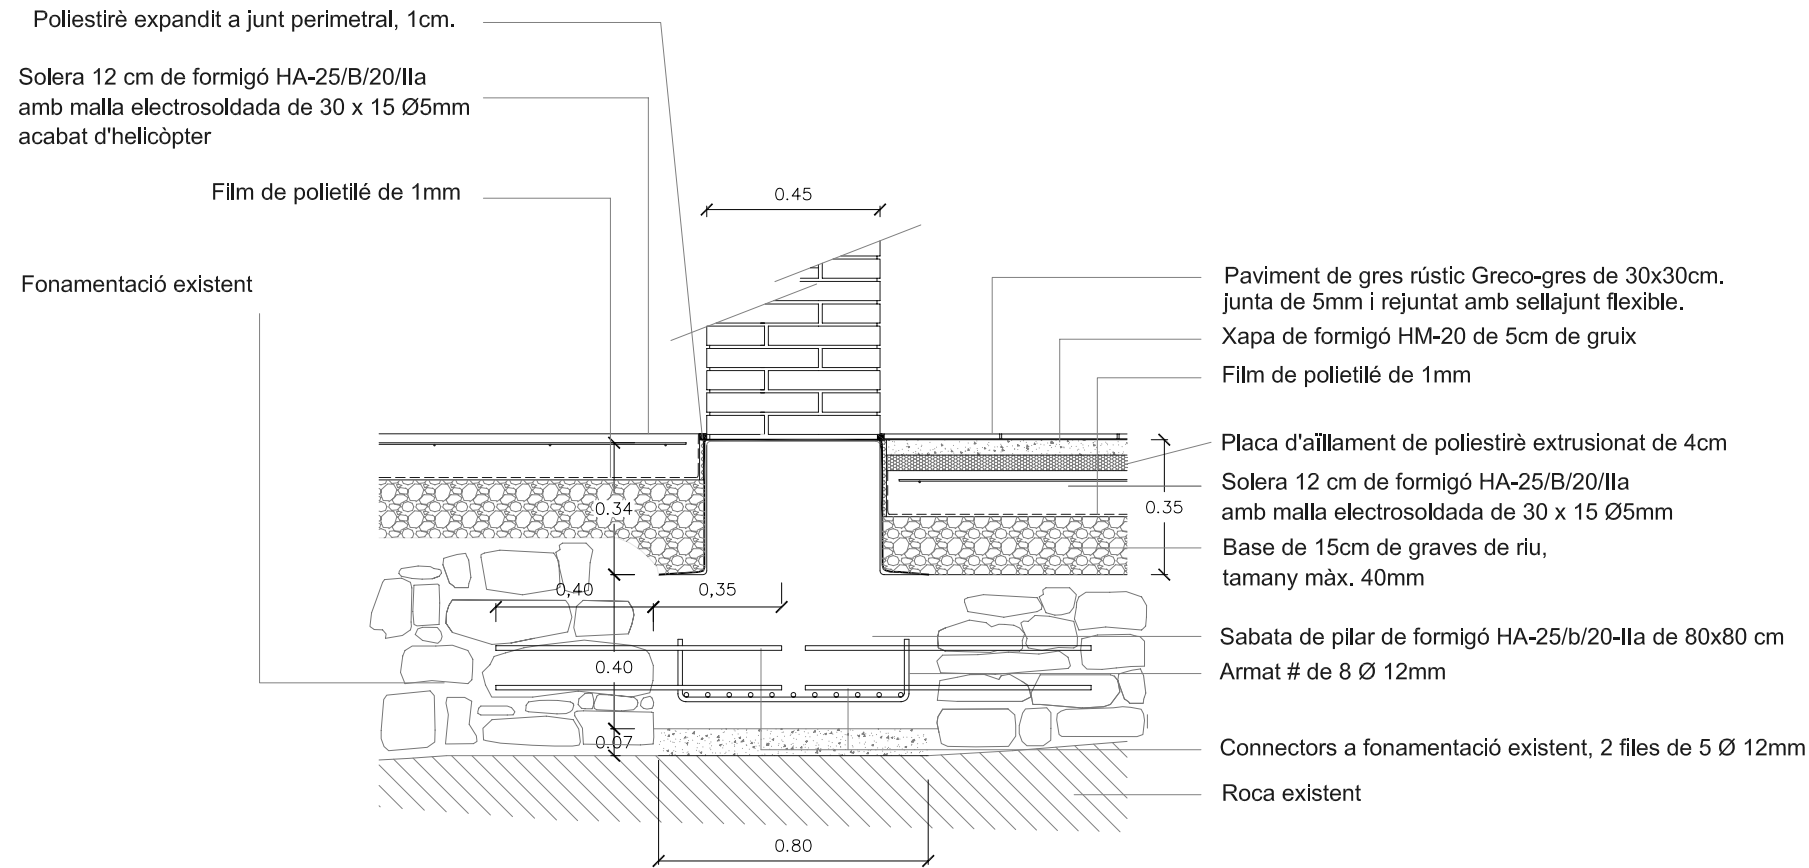 Poliestirè expandit a junt perimetral, 1cm.
Solera 12 cm de formigó HA-25/B/20/IIa
amb malla electrosoldada de 30 x 15 Ø5mm
acabat d'helicòpter
Film de polietilé de 1mm
Fonamentació existent
0.45
Paviment de gres rústic Greco-gres de 30x30cm.
junta de 5mm i rejuntat amb sellajunt flexible.
Xapa de formigó HM-20 de 5cm de gruix
Film de polietilé de 1mm
Placa d'aïllament de poliestirè extrusionat de 4cm
Solera 12 cm de formigó HA-25/B/20/IIa
amb malla electrosoldada de 30 x 15 Ø5mm
Base de 15cm de graves de riu,
tamany màx. 40mm
Sabata de pilar de formigó HA-25/b/20-IIa de 80x80 cm
Armat # de 8 Ø 12mm
Connectors a fonamentació existent, 2 files de 5 Ø 12mm
Roca existent
0.34
0.35
0,40
0,35
0.40
0.07
0.80